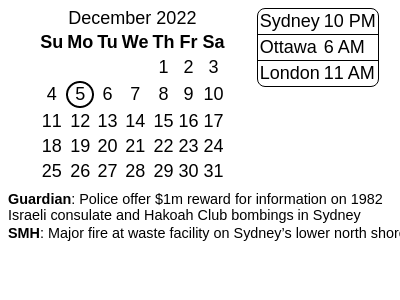 December 2022
Su Mo Tu We Th Fr Sa
1 2 3
4 5 6 7 8 9 10
11 12 13 14 15 16 17
18 19 20 21 22 23 24
25 26 27 28 29 30 31
Sydney 10 PM
Ottawa 6 AM
London 11 AM
Guardian: Police offer $1m reward for information on 1982
Israeli consulate and Hakoah Club bombings in Sydney
SMH: Major fire at waste facility on Sydney’s lower north shor